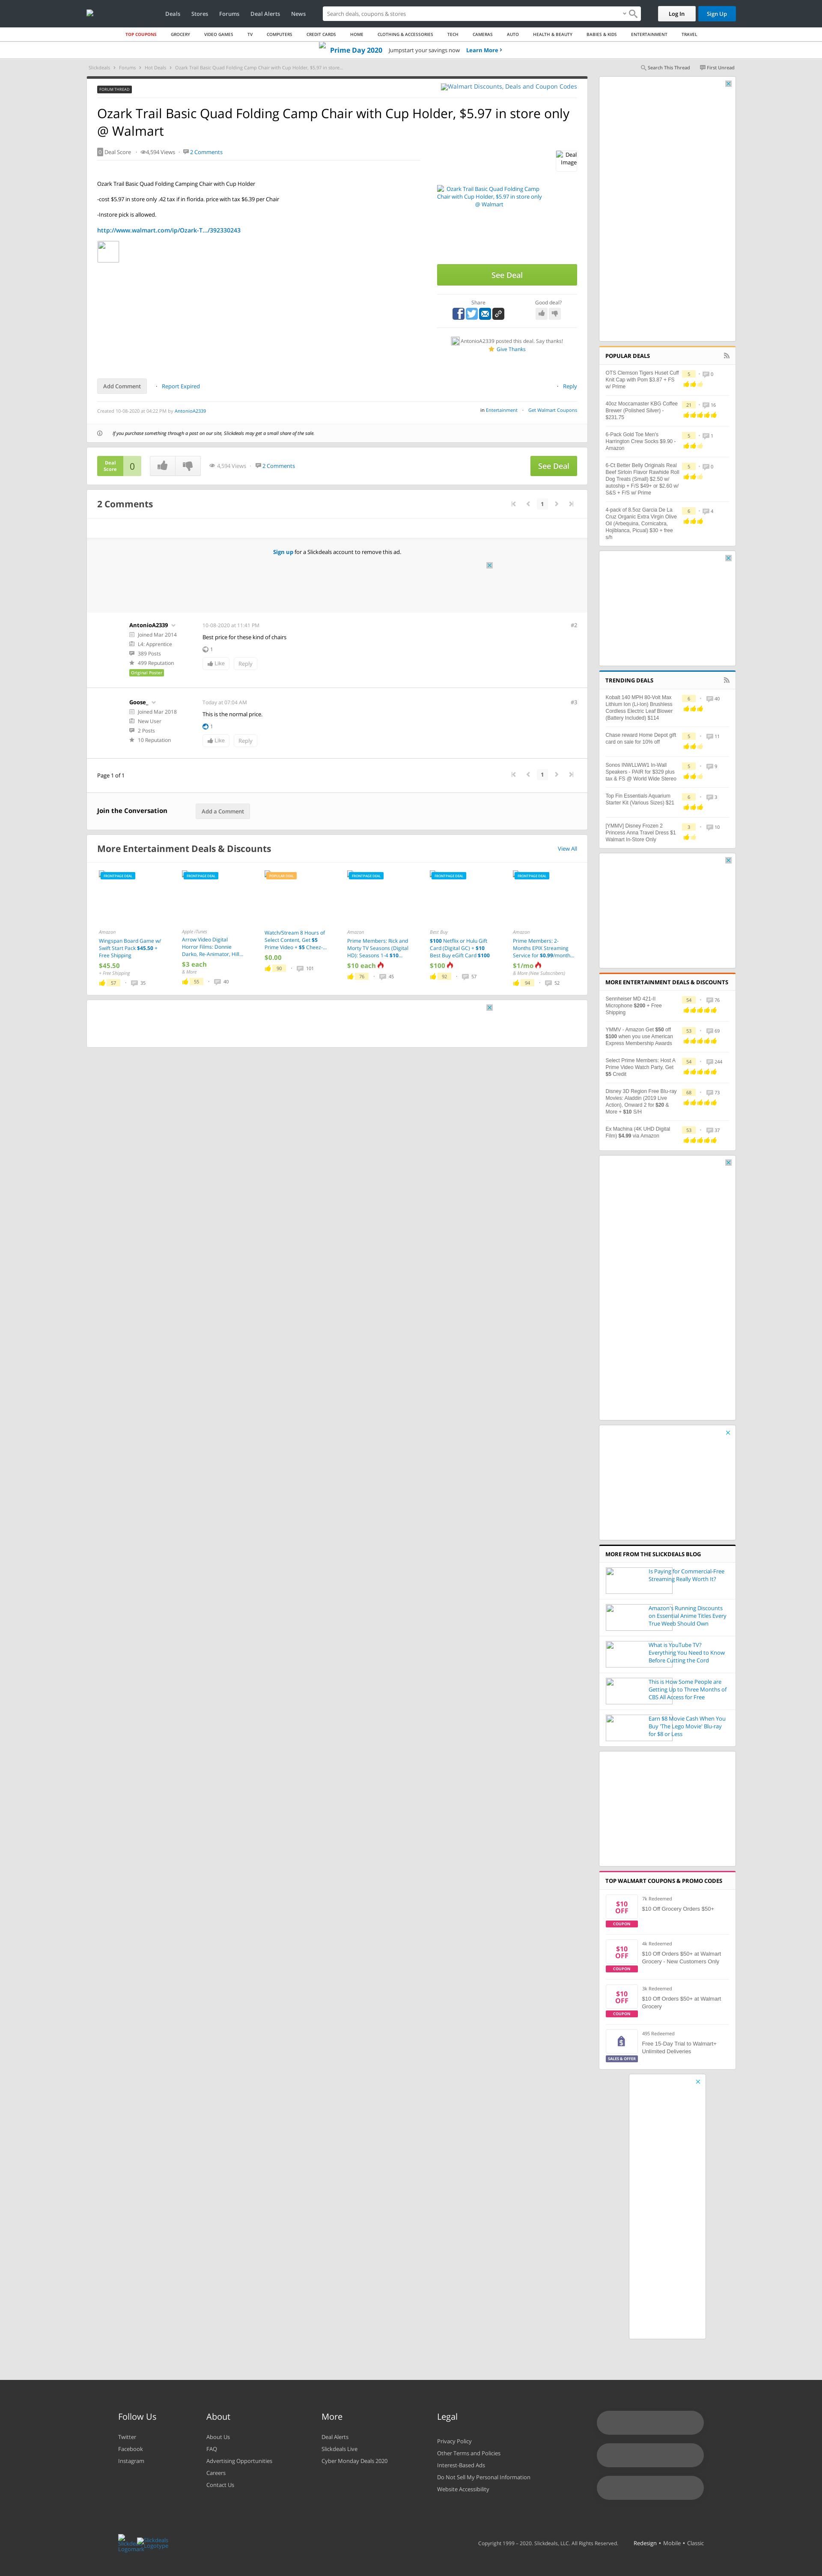 Deals Stores Forums Deal Alerts News
Search deals, coupons & stores
Log In
Sign Up
TOP COUPONS GROCERY VIDEO GAMES TV COMPUTERS CREDIT CARDS HOME CLOTHING & ACCESSORIES TECH CAMERAS AUTO HEALTH & BEAUTY BABIES & KIDS ENTERTAINMENT TRAVEL
Prime Day 2020 Jumpstart your savings now Learn More
Slickdeals Forums Hot Deals Ozark Trail Basic Quad Folding Camp Chair with Cup Holder, $5.97 in store...
Search This Thread First Unread
FORUM THREAD
Walmart Discounts, Deals and Coupon Codes
Ozark Trail Basic Quad Folding Camp Chair with Cup Holder, $5.97 in store only
@ Walmart
0 Deal Score 4,594 Views 2 Comments
Deal
Image
Ozark Trail Basic Quad Folding Camping Chair with Cup Holder
-cost $5.97 in store only .42 tax if in florida. price with tax $6.39 per Chair
-Instore pick is allowed.
http://www.walmart.com/ip/Ozark-T.../392330243
Ozark Trail Basic Quad Folding Camp
Chair with Cup Holder, $5.97 in store only
@ Walmart
See Deal
Share
Good deal?
AntonioA2339 posted this deal. Say thanks!
Give Thanks
Add Comment
Report Expired
Reply
Created 10-08-2020 at 04:22 PM by AntonioA2339
in Entertainment Get Walmart Coupons
If you purchase something through a post on our site, Slickdeals may get a small share of the sale.
Deal
Score
0
4,594 Views 2 Comments
See Deal
2 Comments
1
Sign up for a Slickdeals account to remove this ad.
AntonioA2339
Joined Mar 2014
L4: Apprentice
389 Posts
499 Reputation
Original Poster
10-08-2020 at 11:41 PM
#2
Best price for these kind of chairs
1
Like
Reply
Goose_
Joined Mar 2018
New User
2 Posts
10 Reputation
Today at 07:04 AM
#3
This is the normal price.
1
Like
Reply
Page 1 of 1
1
Join the Conversation
Add a Comment
More Entertainment Deals & Discounts
View All
FRONTPAGE DEAL
Amazon
Wingspan Board Game w/
Swift Start Pack $45.50 +
Free Shipping
$45.50
+ Free Shipping
57 35
FRONTPAGE DEAL
Apple iTunes
Arrow Video Digital
Horror Films: Donnie
Darko, Re-Animator, Hill...
$3 each
& More
55 40
POPULAR DEAL
Watch/Stream 8 Hours of
Select Content, Get $5
Prime Video + $5 Cheez-...
$0.00
90 101
FRONTPAGE DEAL
Amazon
Prime Members: Rick and
Morty TV Seasons (Digital
HD): Seasons 1-4 $10...
$10 each
76 45
FRONTPAGE DEAL
Best Buy
$100 Netflix or Hulu Gift
Card (Digital GC) + $10
Best Buy eGift Card $100
$100
92 57
FRONTPAGE DEAL
Amazon
Prime Members: 2-
Months EPIX Streaming
Service for $0.99/month...
$1/mo
& More (New Subscribers)
94 52
POPULAR DEALS
OTS Clemson Tigers Huset Cuff
Knit Cap with Pom $3.87 + FS
w/ Prime
5 0
40oz Moccamaster KBG Coffee
Brewer (Polished Silver) -
$231.75
21 16
6-Pack Gold Toe Men's
Harrington Crew Socks $9.90 -
Amazon
5 1
6-Ct Better Belly Originals Real
Beef Sirloin Flavor Rawhide Roll
Dog Treats (Small) $2.50 w/
autoship + F/S $49+ or $2.60 w/
S&S + F/S w/ Prime
5 0
4-pack of 8.5oz Garcia De La
Cruz Organic Extra Virgin Olive
Oil (Arbequina, Cornicabra,
Hojiblanca, Picual) $30 + free
s/h
6 4
TRENDING DEALS
Kobalt 140 MPH 80-Volt Max
Lithium Ion (Li-Ion) Brushless
Cordless Electric Leaf Blower
(Battery Included) $114
6 40
Chase reward Home Depot gift
card on sale for 10% off
5 11
Sonos INWLLWW1 In-Wall
Speakers - PAIR for $329 plus
tax & FS @ World Wide Stereo
5 9
Top Fin Essentials Aquarium
Starter Kit (Various Sizes) $21
6 3
[YMMV] Disney Frozen 2
Princess Anna Travel Dress $1
Walmart In-Store Only
3 10
MORE ENTERTAINMENT DEALS & DISCOUNTS
Sennheiser MD 421-II
Microphone $200 + Free
Shipping
54 76
YMMV - Amazon Get $50 off
$100 when you use American
Express Membership Awards
53 69
Select Prime Members: Host A
Prime Video Watch Party, Get
$5 Credit
54 244
Disney 3D Region Free Blu-ray
Movies: Aladdin (2019 Live
Action), Onward 2 for $20 &
More + $10 S/H
68 73
Ex Machina (4K UHD Digital
Film) $4.99 via Amazon
53 37
MORE FROM THE SLICKDEALS BLOG
Is Paying for Commercial-Free
Streaming Really Worth It?
Amazon's Running Discounts
on Essential Anime Titles Every
True Weeb Should Own
What is YouTube TV?
Everything You Need to Know
Before Cutting the Cord
This is How Some People are
Getting Up to Three Months of
CBS All Access for Free
Earn $8 Movie Cash When You
Buy 'The Lego Movie' Blu-ray
for $8 or Less
TOP WALMART COUPONS & PROMO CODES
$10
OFF
COUPON
7k Redeemed
$10 Off Grocery Orders $50+
$10
OFF
COUPON
4k Redeemed
$10 Off Orders $50+ at Walmart
Grocery - New Customers Only
$10
OFF
COUPON
3k Redeemed
$10 Off Orders $50+ at Walmart
Grocery
SALES & OFFER
495 Redeemed
Free 15-Day Trial to Walmart+
Unlimited Deliveries
Follow Us
Twitter
Facebook
Instagram
About
About Us
FAQ
Advertising Opportunities
Careers
Contact Us
More
Deal Alerts
Slickdeals Live
Cyber Monday Deals 2020
Legal
Privacy Policy
Other Terms and Policies
Interest-Based Ads
Do Not Sell My Personal Information
Website Accessibility
Slickdeals
Logomark
Slickdeals
Logotype
Copyright 1999 – 2020. Slickdeals, LLC. All Rights Reserved. Redesign • Mobile • Classic